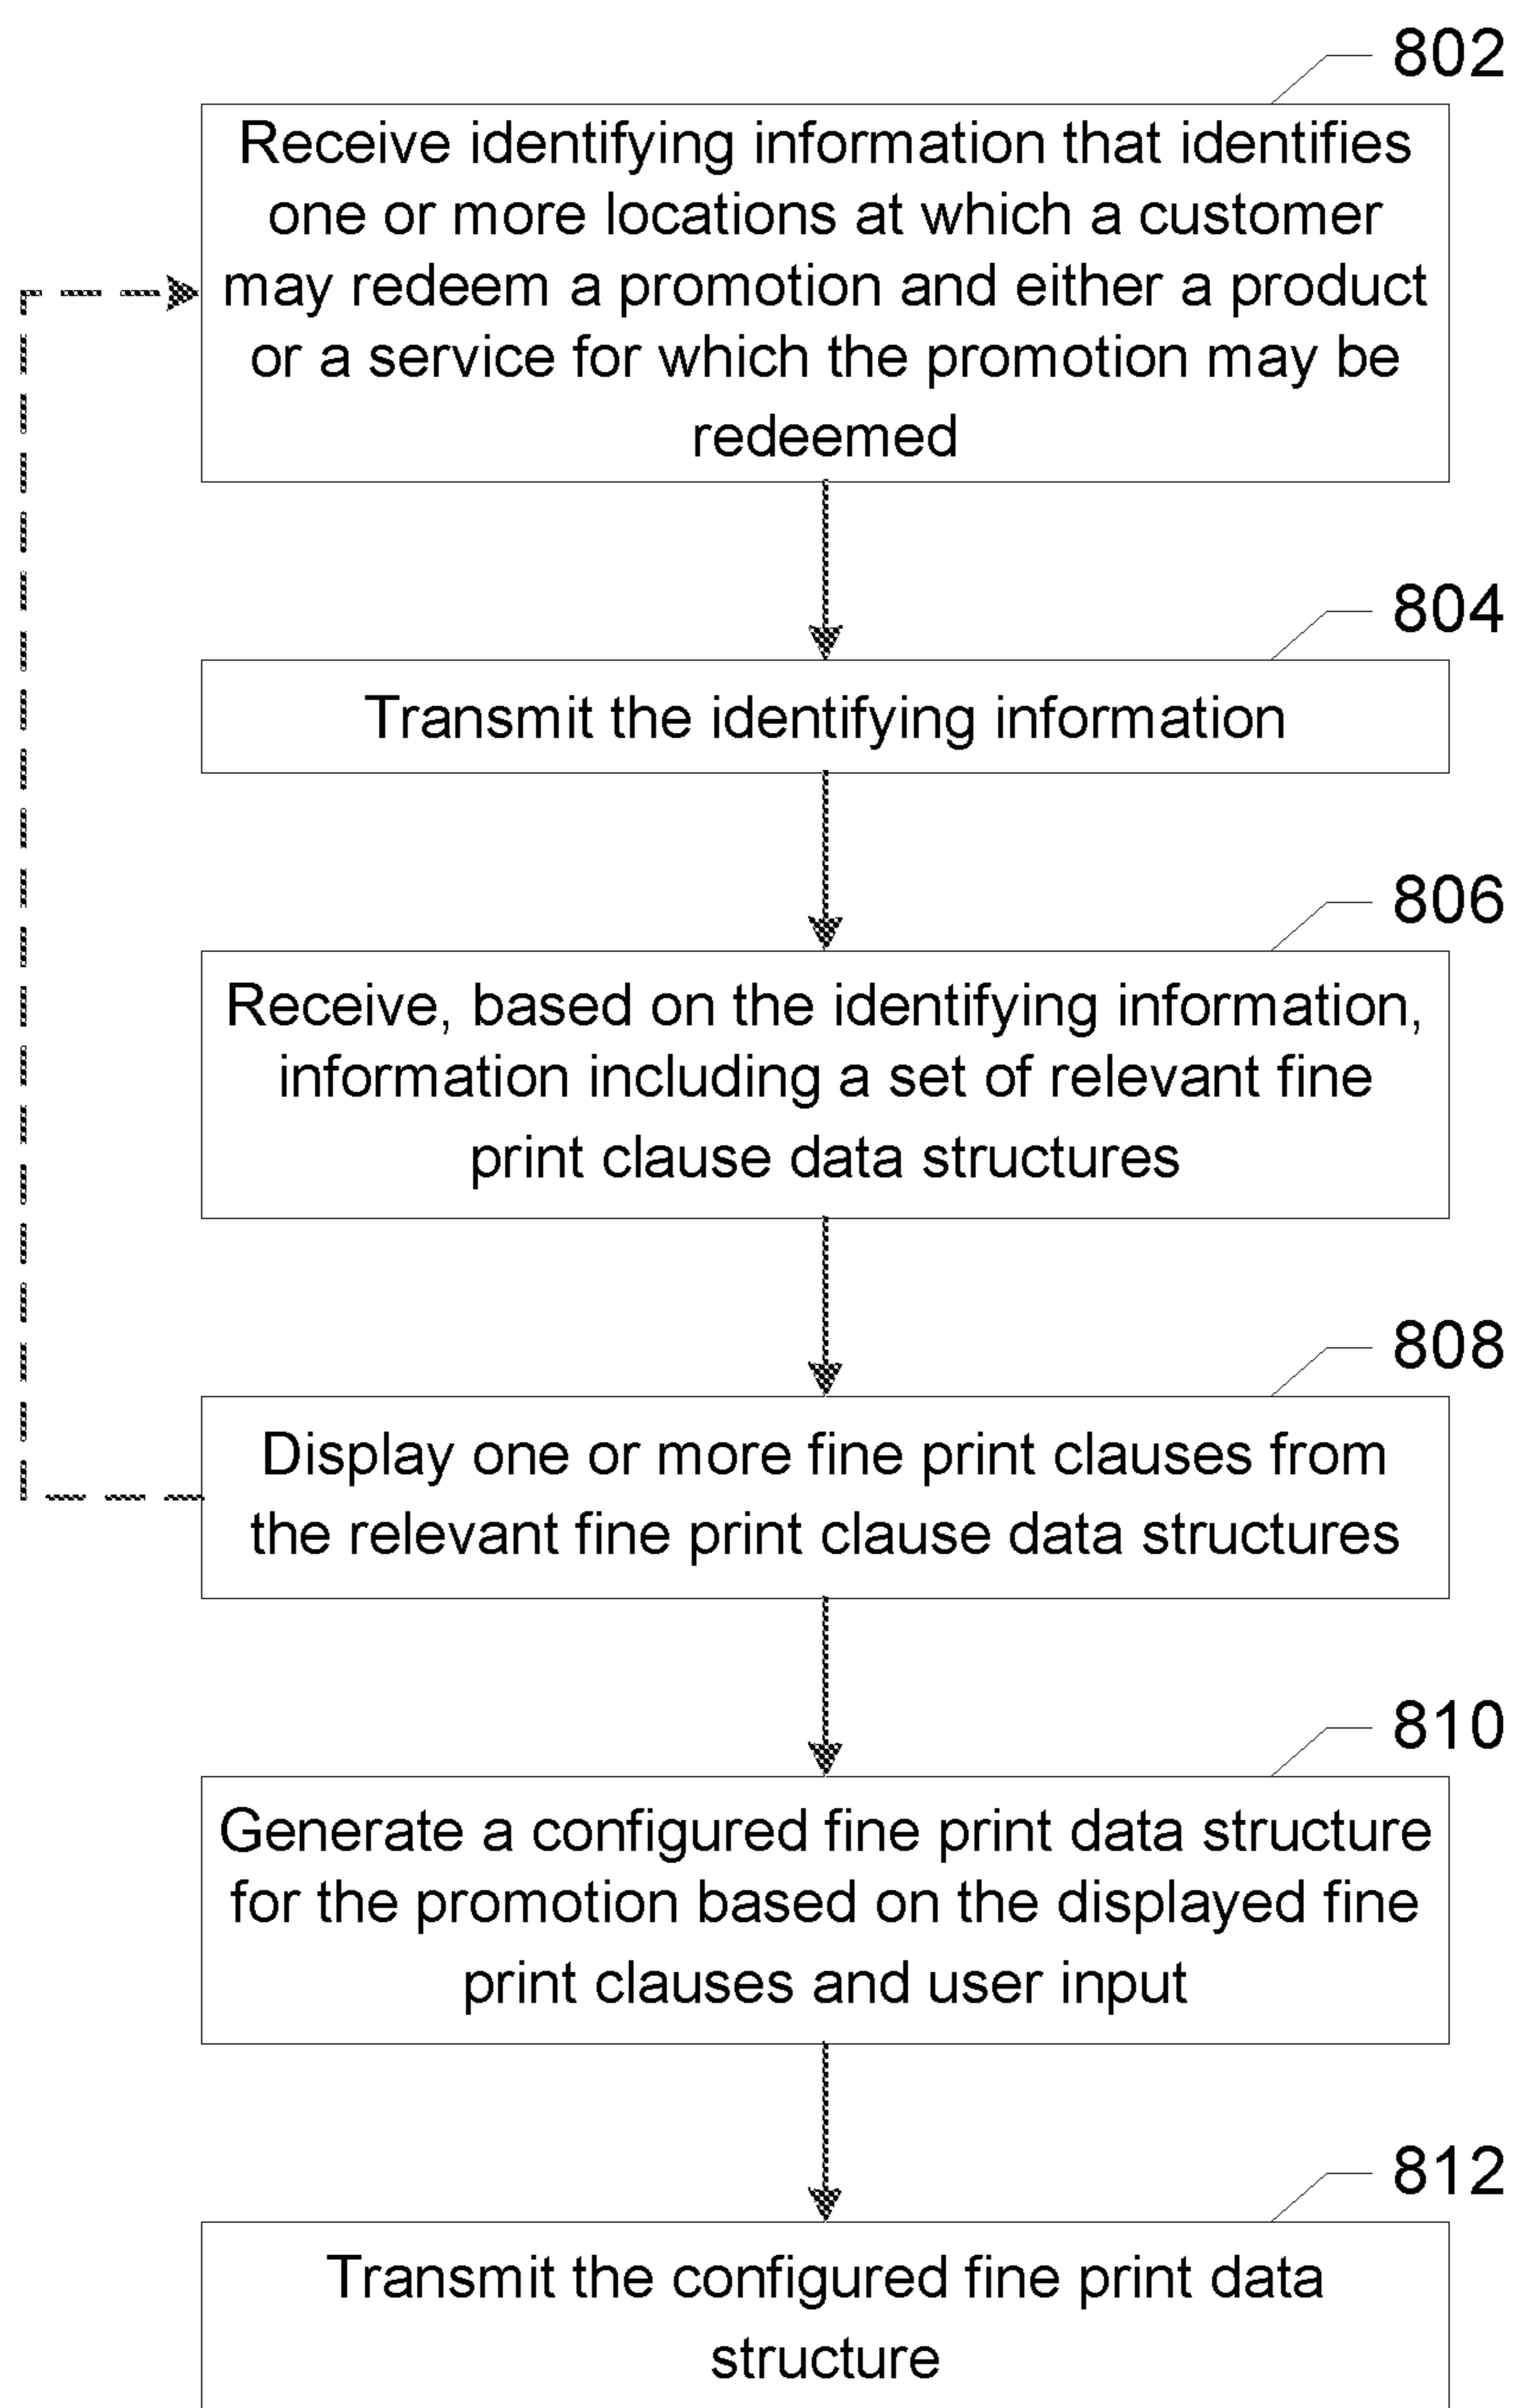 802
Receive identifying information that identifies
one or more locations at which a customer
may redeem a promotion and either a product
or a service for which the promotion may be
redeemed
804
Transmit the identifying information
806
Receive, based on the identifying information,
information including a set of relevant fine
print clause data structures
808
Display one or more fine print clauses from
the relevant fine print clause data structures
810
Generate a configured fine print data structure
for the promotion based on the displayed fine
print clauses and user input
812
Transmit the configured fine print data
structure